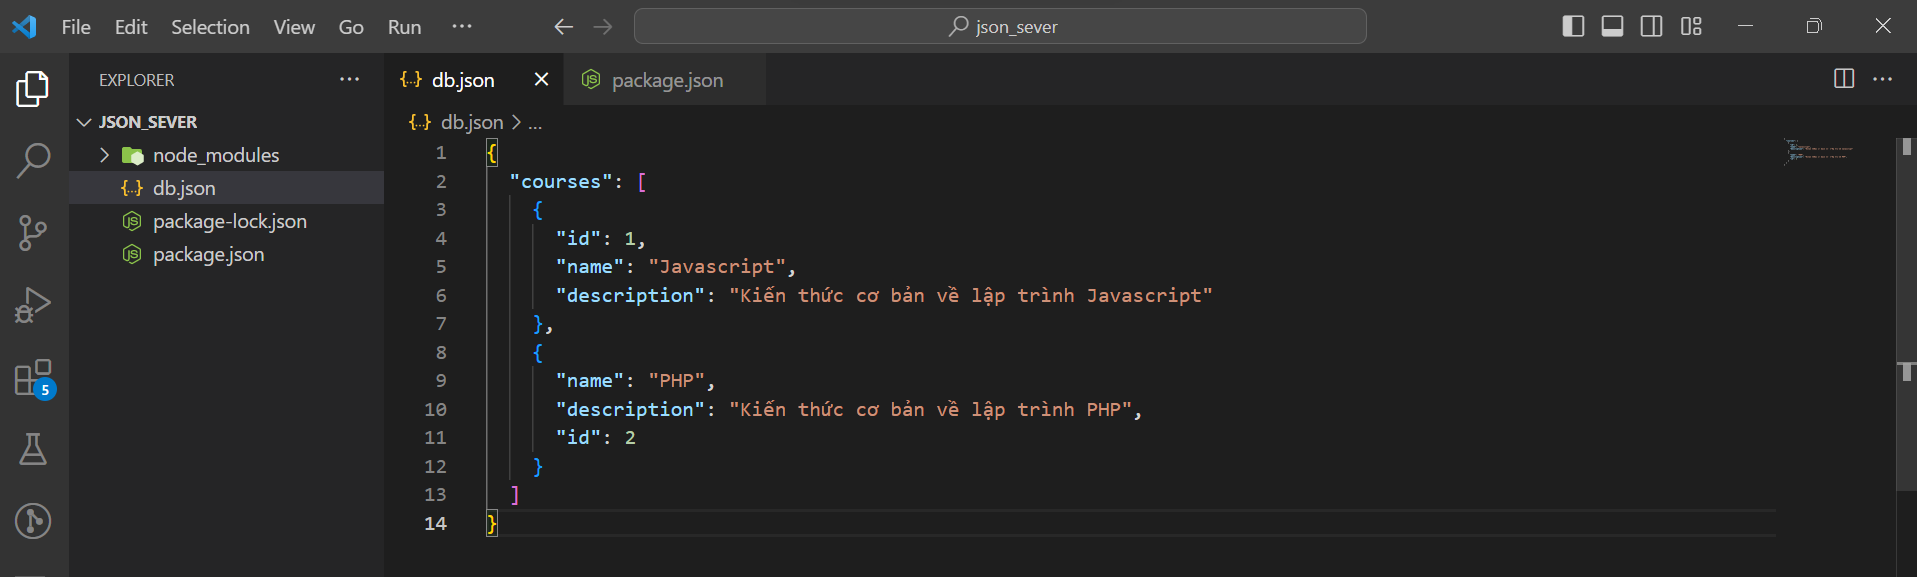 File Edit Selection View Go Run ···
json_sever
EXPLORER ···
JSON_SEVER
node_modules
db.json
package-lock.json
package.json
5
{..} db.json
JS package.json
···
{..} db.json > ...
1 {
2 "courses": [
3 {
4 "id": 1,
5 "name": "Javascript",
6 "description": "Kiến thức cơ bản về lập trình Javascript"
7 },
8 {
9 "name": "PHP",
10 "description": "Kiến thức cơ bản về lập trình PHP",
11 "id": 2
12 }
13 ]
14 }